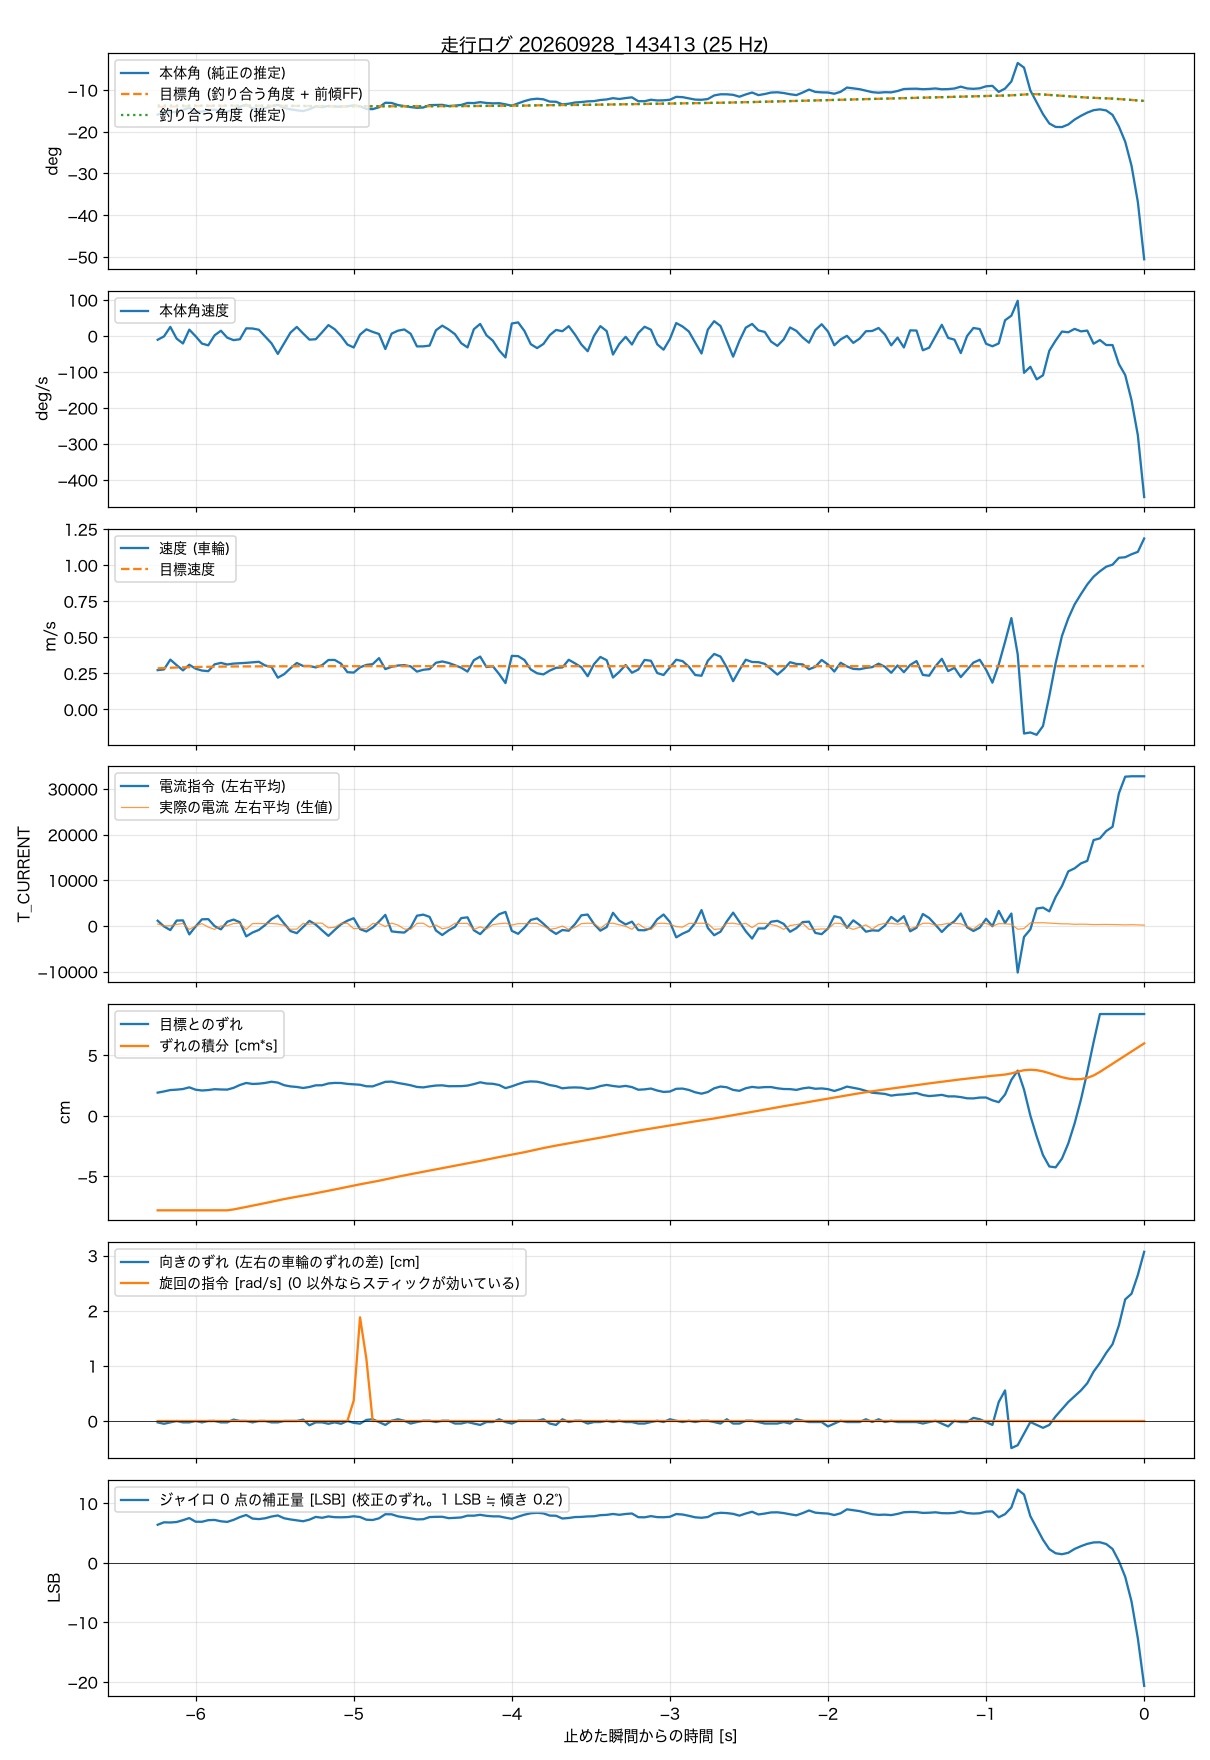 走行ログ 20260928_143413 (25 Hz)
本体角 (純正の推定)
目標角 (釣り合う角度 + 前傾FF)
釣り合う角度 (推定)
deg
−10
−20
−30
−40
−50
本体角速度
deg/s
100
0
−100
−200
−300
−400
速度 (車輪)
目標速度
m/s
1.25
1.00
0.75
0.50
0.25
0.00
電流指令 (左右平均)
実際の電流 左右平均 (生値)
T_CURRENT
30000
20000
10000
0
−10000
目標とのずれ
ずれの積分 [cm*s]
cm
5
0
−5
向きのずれ (左右の車輪のずれの差) [cm]
旋回の指令 [rad/s] (0 以外ならスティックが効いている)
3
2
1
0
ジャイロ 0 点の補正量 [LSB] (校正のずれ。1 LSB ≒ 傾き 0.2°)
LSB
10
0
−10
−20
−6 −5 −4 −3 −2 −1 0
止めた瞬間からの時間 [s]